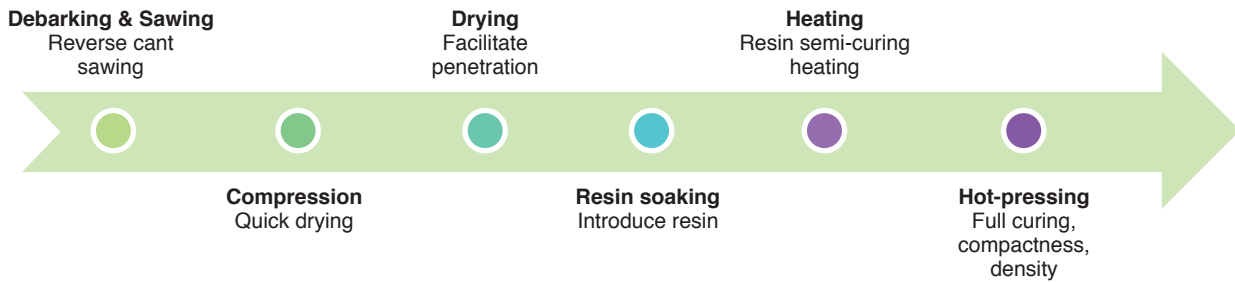 Debarking & Sawing
Reverse cant
sawing
Compression
Quick drying
Drying
Facilitate
penetration
Resin soaking
Introduce resin
Heating
Resin semi-curing
heating
Hot-pressing
Full curing,
compactness,
density